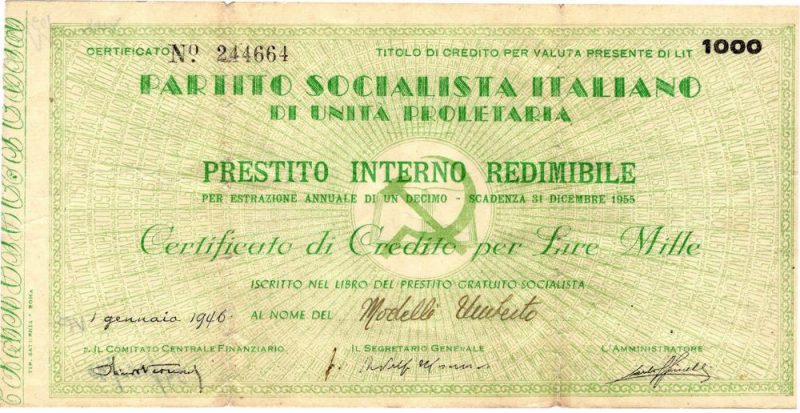 CERTIFICATO Nº. 244664 TITOLO DI CREDITO PER VALUTA PRESENTE DI LIT 1000
PARTITO SOCIALISTA ITALIANO
DI UNITÀ PROLETARIA
PRESTITO INTERNO REDIMIBILE
PER ESTRAZIONE ANNUALE DI UN DECIMO - SCADENZA 31 DICEMBRE 1955
Certificato di Credito per Lire Mille
ISCRITTO NEL LIBRO DEL PRESTITO GRATUITO SOCIALISTA
1 gennaio 1946 AL NOME DEL Modelli Umberto
P. IL COMITATO CENTRALE FINANZIARIO IL SEGRETARIO GENERALE L'AMMINISTRATORE